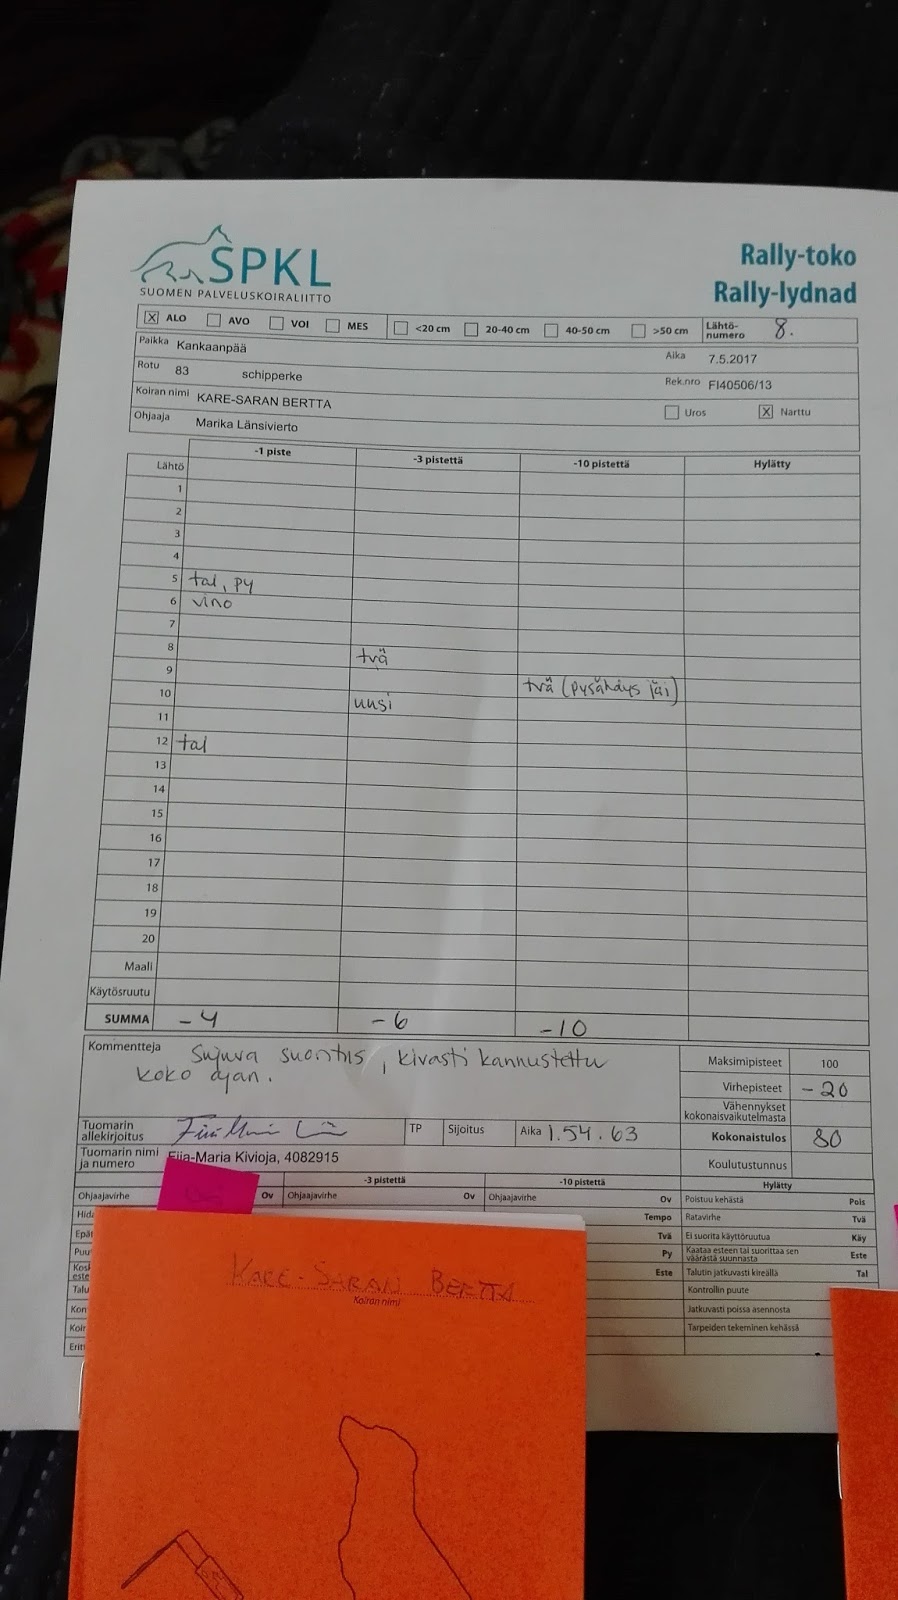 SPKL
SUOMEN PALVELUSKOIRALIITTO
Rally-toko
Rally-lydnad
X ALO AVO VOI MES <20 cm 20-40 cm 40-50 cm >50 cm Lähtö-numero 8.
Paikka Kankaanpää Aika 7.5.2017
Rotu 83 schipperke Rek.nro FI40506/13
Koiran nimi KARE-SARAN BERTTA Uros X Narttu
Ohjaaja Marika Länsivierto
-1 piste -3 pistettä -10 pistettä Hylätty
Lähtö
1
2
3
4
5 tal, py
6 vino
7
8 tvä
9 tvä (pysähdys jäi)
10 uusi
11
12 tal
13
14
15
16
17
18
19
20
Maali
Käytösruutu
SUMMA -4 -6 -10
Kommentteja Sujuva suoritus, kivasti kannustettu
koko ajan.
Maksimipisteet 100
Virhepisteet -20
Vähennykset
kokonaisvaikutelmasta
Tuomarin
allekirjoitus TP Sijoitus Aika 1.54.63 Kokonaistulos 80
Tuomarin nimi
ja numero Eija-Maria Kivioja, 4082915 Koulutustunnus
-3 pistettä -10 pistettä Hylätty
Ohjaajavirhe Ov Ohjaajavirhe Ov Ohjaajavirhe Ov Poistuu kehästä Pois
Tempo Ratavirhe Tvä
Tvä Ei suorita käyttöruutua Käy
Py Kaataa esteen tai suorittaa sen
väärästä suunnasta Este
Este Talutin jatkuvasti kireällä Tal
Kontrollin puute
Jatkuvasti poissa asennosta
Tarpeiden tekeminen kehässä
KARE-SARAN BERTTA
Koiran nimi